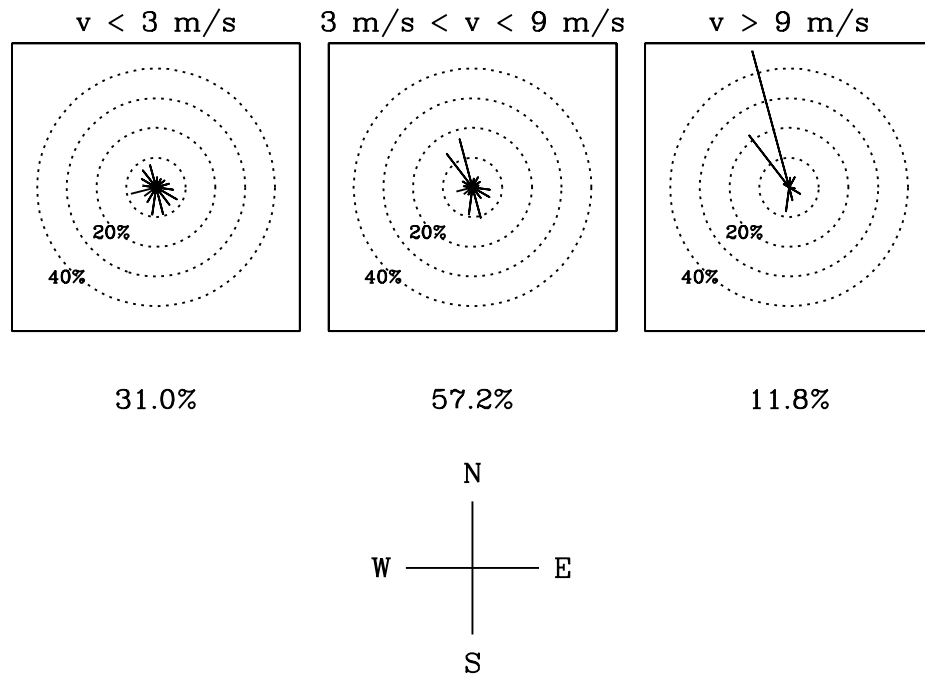 v < 3 m/s
3 m/s < v < 9 m/s
v > 9 m/s
20%
40%
20%
40%
20%
40%
31.0%
57.2%
11.8%
N
W
E
S